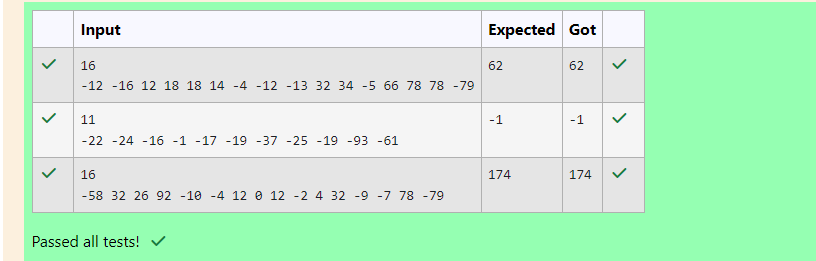 Input Expected Got
16 62 62
-12 -16 12 18 18 14 -4 -12 -13 32 34 -5 66 78 78 -79
11 -1 -1
-22 -24 -16 -1 -17 -19 -37 -25 -19 -93 -61
16 174 174
-58 32 26 92 -10 -4 12 0 12 -2 4 32 -9 -7 78 -79
Passed all tests!